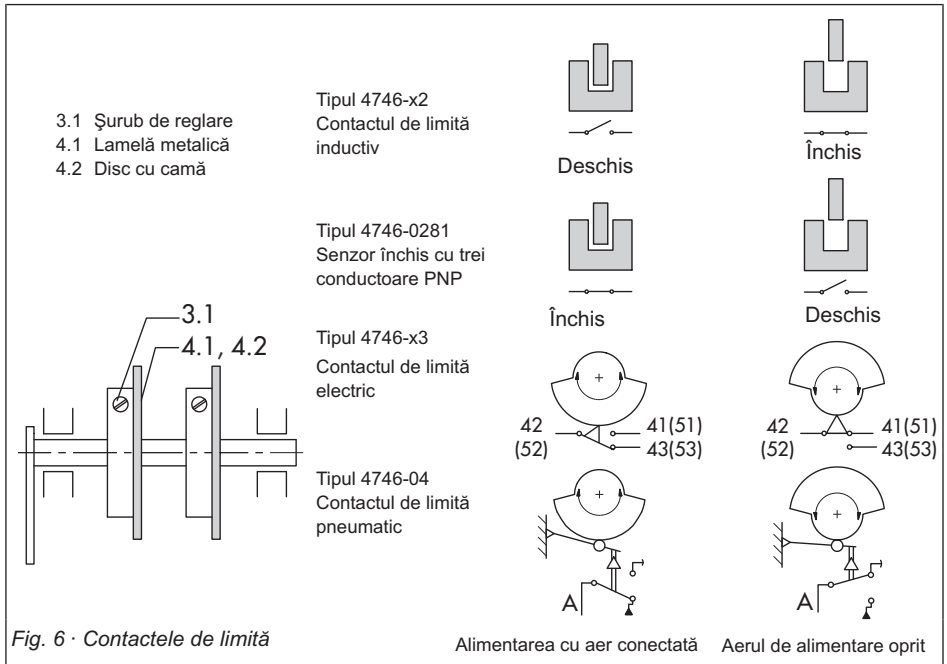 3.1 Şurub de reglare
4.1 Lamelă metalică
4.2 Disc cu camă
Tipul 4746-x2
Contactul de limită
inductiv
Deschis
Închis
Tipul 4746-0281
Senzor închis cu trei
conductoare PNP
Închis
Deschis
3.1
4.1, 4.2
Tipul 4746-x3
Contactul de limită
electric
42
(52)
41(51)
43(53)
42
(52)
41(51)
43(53)
Tipul 4746-04
Contactul de limită
pneumatic
A
A
Fig. 6 · Contactele de limită
Alimentarea cu aer conectată
Aerul de alimentare oprit